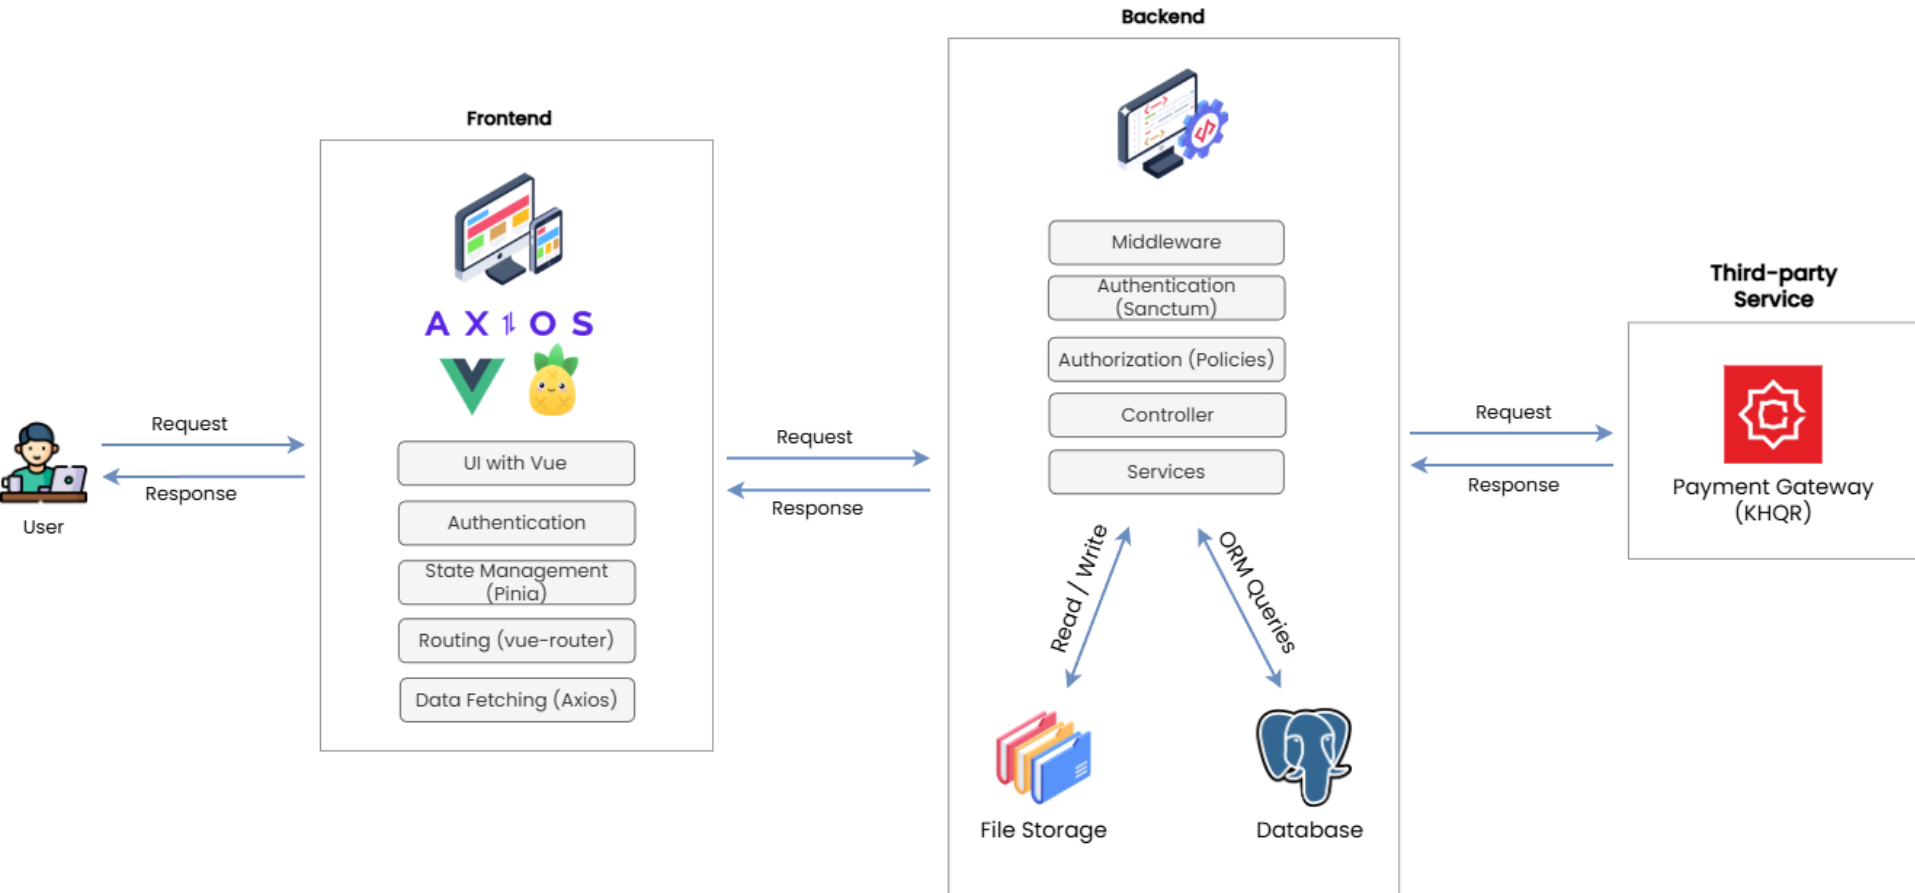 Backend
Frontend
AXIOS
Middleware
Authentication
(Sanctum)
Authorization (Policies)
Controller
Services
Third-party
Service
Request
Response
User
UI with Vue
Authentication
State Management
(Pinia)
Routing (vue-router)
Data Fetching (Axios)
Request
Response
Request
Response
Payment Gateway
(KHQR)
Read / Write
ORM Queries
File Storage
Database